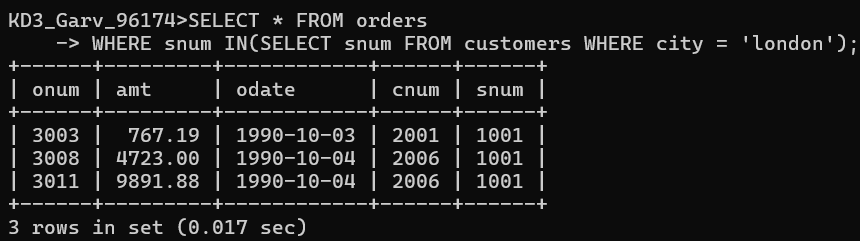 KD3_Garv_96174>SELECT * FROM orders
    -> WHERE snum IN(SELECT snum FROM customers WHERE city = 'london');
+------+---------+------------+------+------+
| onum | amt     | odate      | cnum | snum |
+------+---------+------------+------+------+
| 3003 |  767.19 | 1990-10-03 | 2001 | 1001 |
| 3008 | 4723.00 | 1990-10-04 | 2006 | 1001 |
| 3011 | 9891.88 | 1990-10-04 | 2006 | 1001 |
+------+---------+------------+------+------+
3 rows in set (0.017 sec)